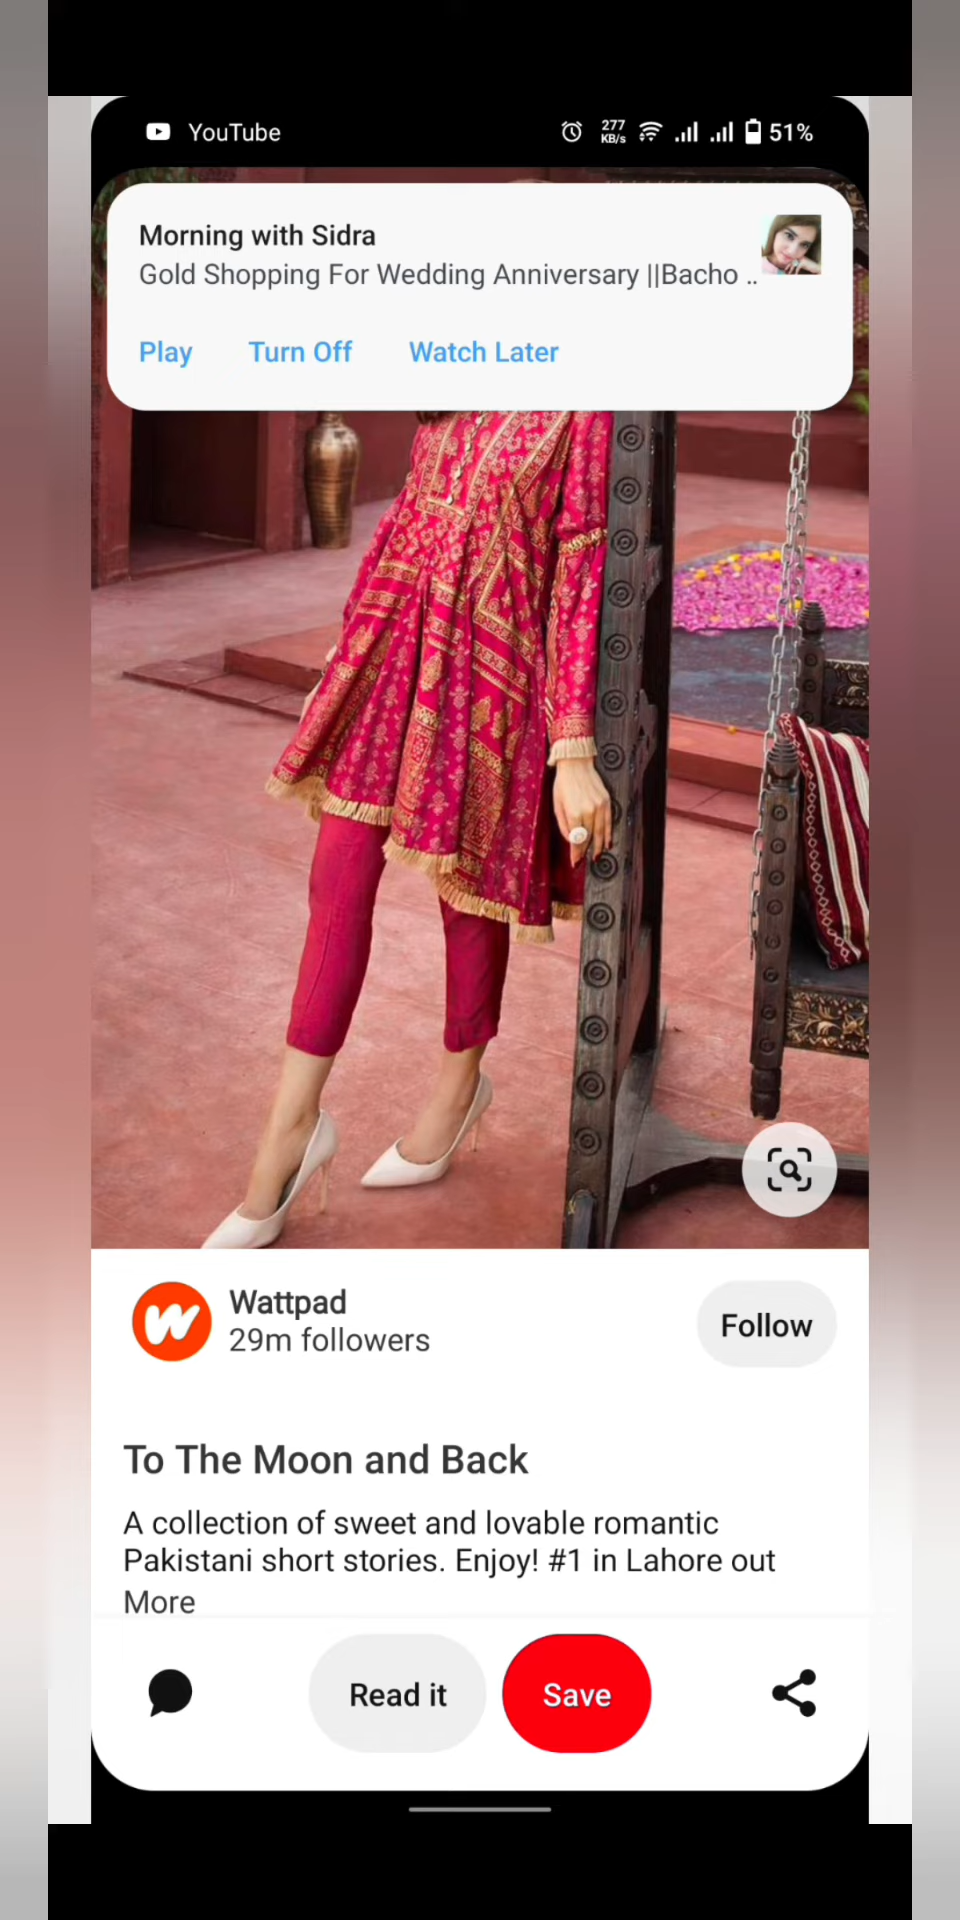 YouTube
277 KB/s
51%
Morning with Sidra
Gold Shopping For Wedding Anniversary ||Bacho ..
Play Turn Off Watch Later
Wattpad
29m followers
Follow
To The Moon and Back
A collection of sweet and lovable romantic
Pakistani short stories. Enjoy! #1 in Lahore out
More
Read it
Save